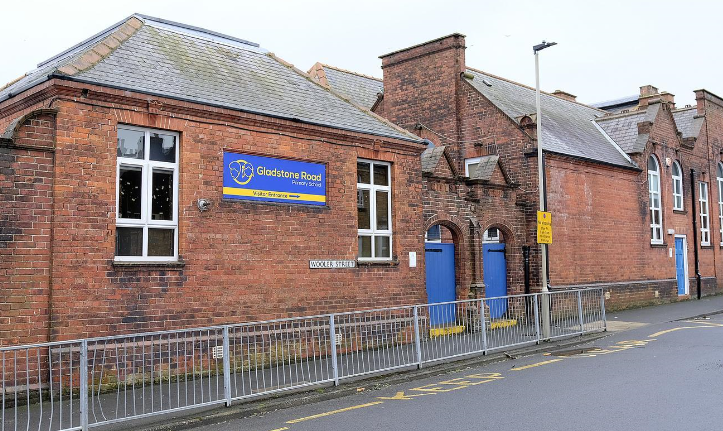 Gladstone Road
Primary School
Visitor Entrance
WOOLER STREET